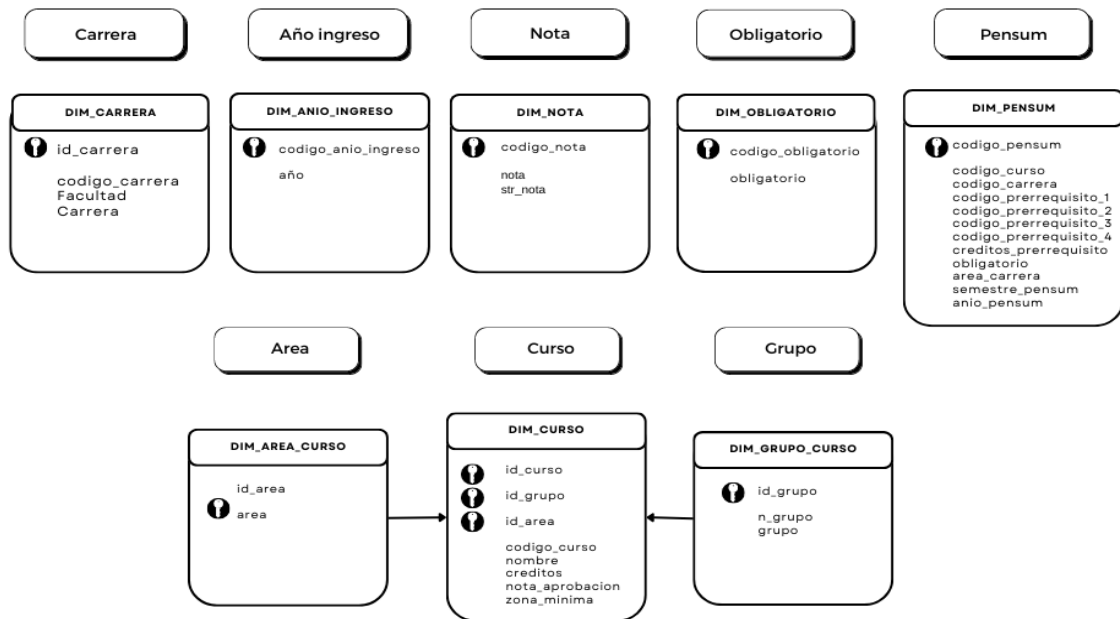 Carrera
Año ingreso
Nota
Obligatorio
Pensum
DIM_CARRERA
id_carrera
codigo_carrera
Facultad
Carrera
DIM_ANIO_INGRESO
codigo_anio_ingreso
año
DIM_NOTA
codigo_nota
nota
str_nota
DIM_OBLIGATORIO
codigo_obligatorio
obligatorio
DIM_PENSUM
codigo_pensum
codigo_curso
codigo_carrera
codigo_prerrequisito_1
codigo_prerrequisito_2
codigo_prerrequisito_3
codigo_prerrequisito_4
creditos_prerrequisito
obligatorio
area_carrera
semestre_pensum
anio_pensum
Area
Curso
Grupo
DIM_AREA_CURSO
id_area
area
DIM_CURSO
id_curso
id_grupo
id_area
codigo_curso
nombre
creditos
nota_aprobacion
zona_minima
DIM_GRUPO_CURSO
id_grupo
n_grupo
grupo